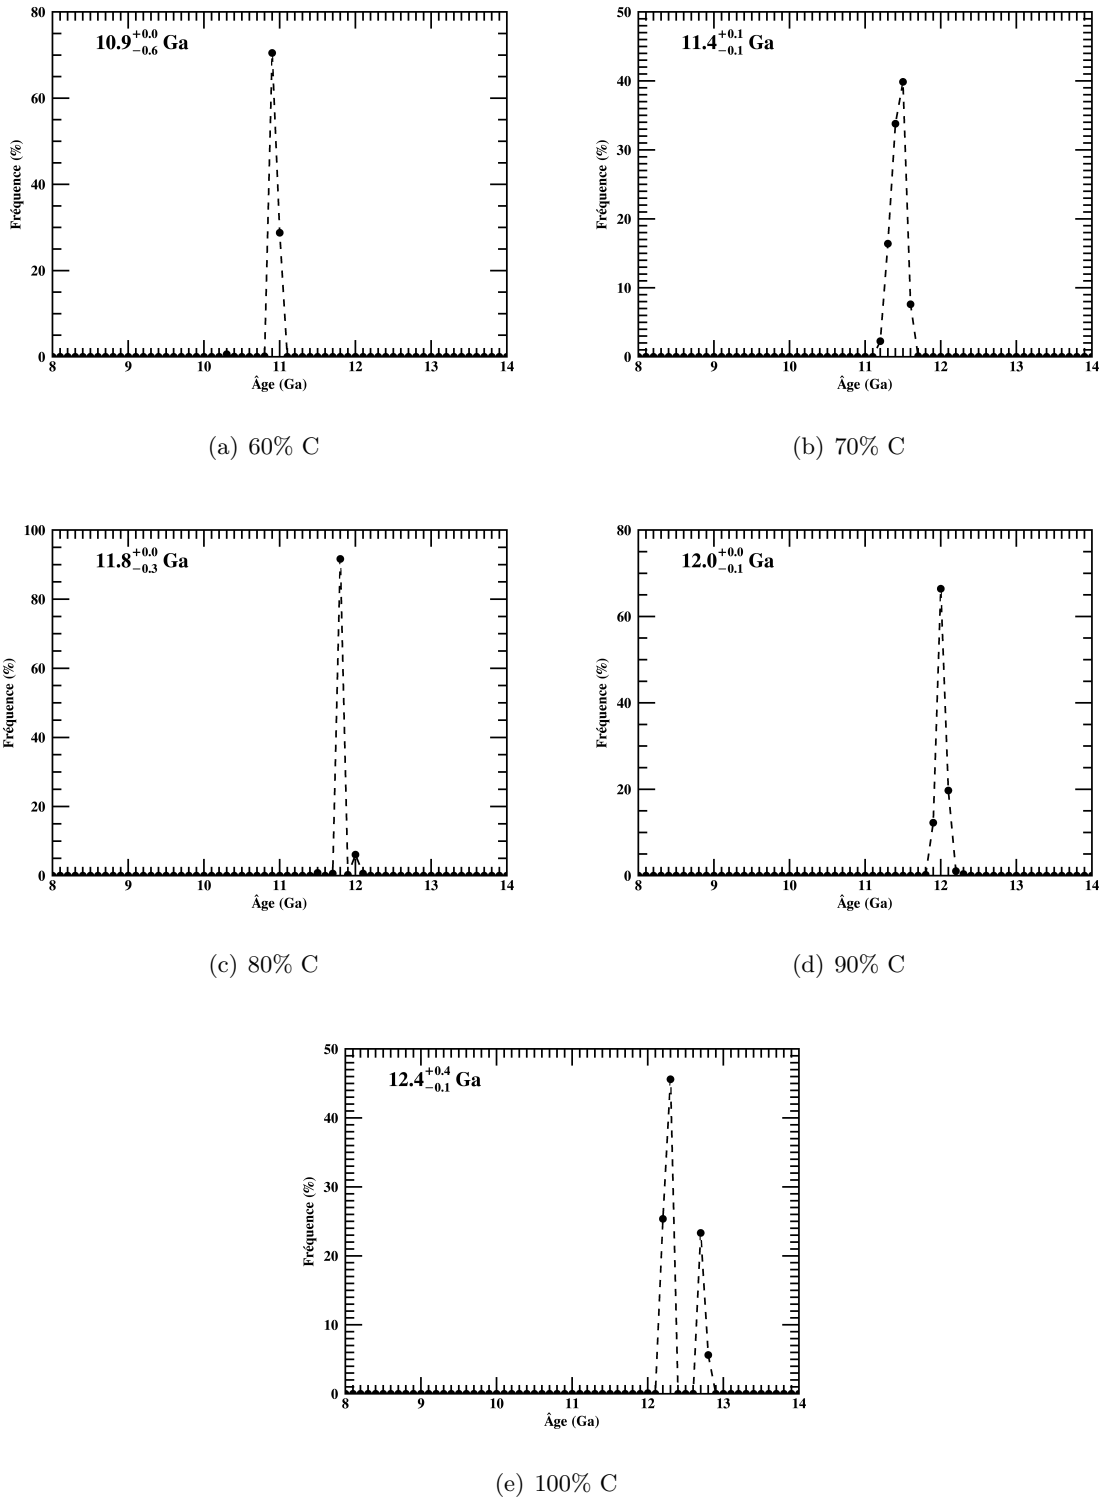 80
60
40
20
0
Fréquence (%)
10.9 +0.0 −0.6 Ga
8 9 10 11 12 13 14
Âge (Ga)
(a) 60% C
50
40
30
20
10
0
Fréquence (%)
11.4 +0.1 −0.1 Ga
8 9 10 11 12 13 14
Âge (Ga)
(b) 70% C
100
80
60
40
20
0
Fréquence (%)
11.8 +0.0 −0.3 Ga
8 9 10 11 12 13 14
Âge (Ga)
(c) 80% C
80
60
40
20
0
Fréquence (%)
12.0 +0.0 −0.1 Ga
8 9 10 11 12 13 14
Âge (Ga)
(d) 90% C
50
40
30
20
10
0
Fréquence (%)
12.4 +0.4 −0.1 Ga
8 9 10 11 12 13 14
Âge (Ga)
(e) 100% C